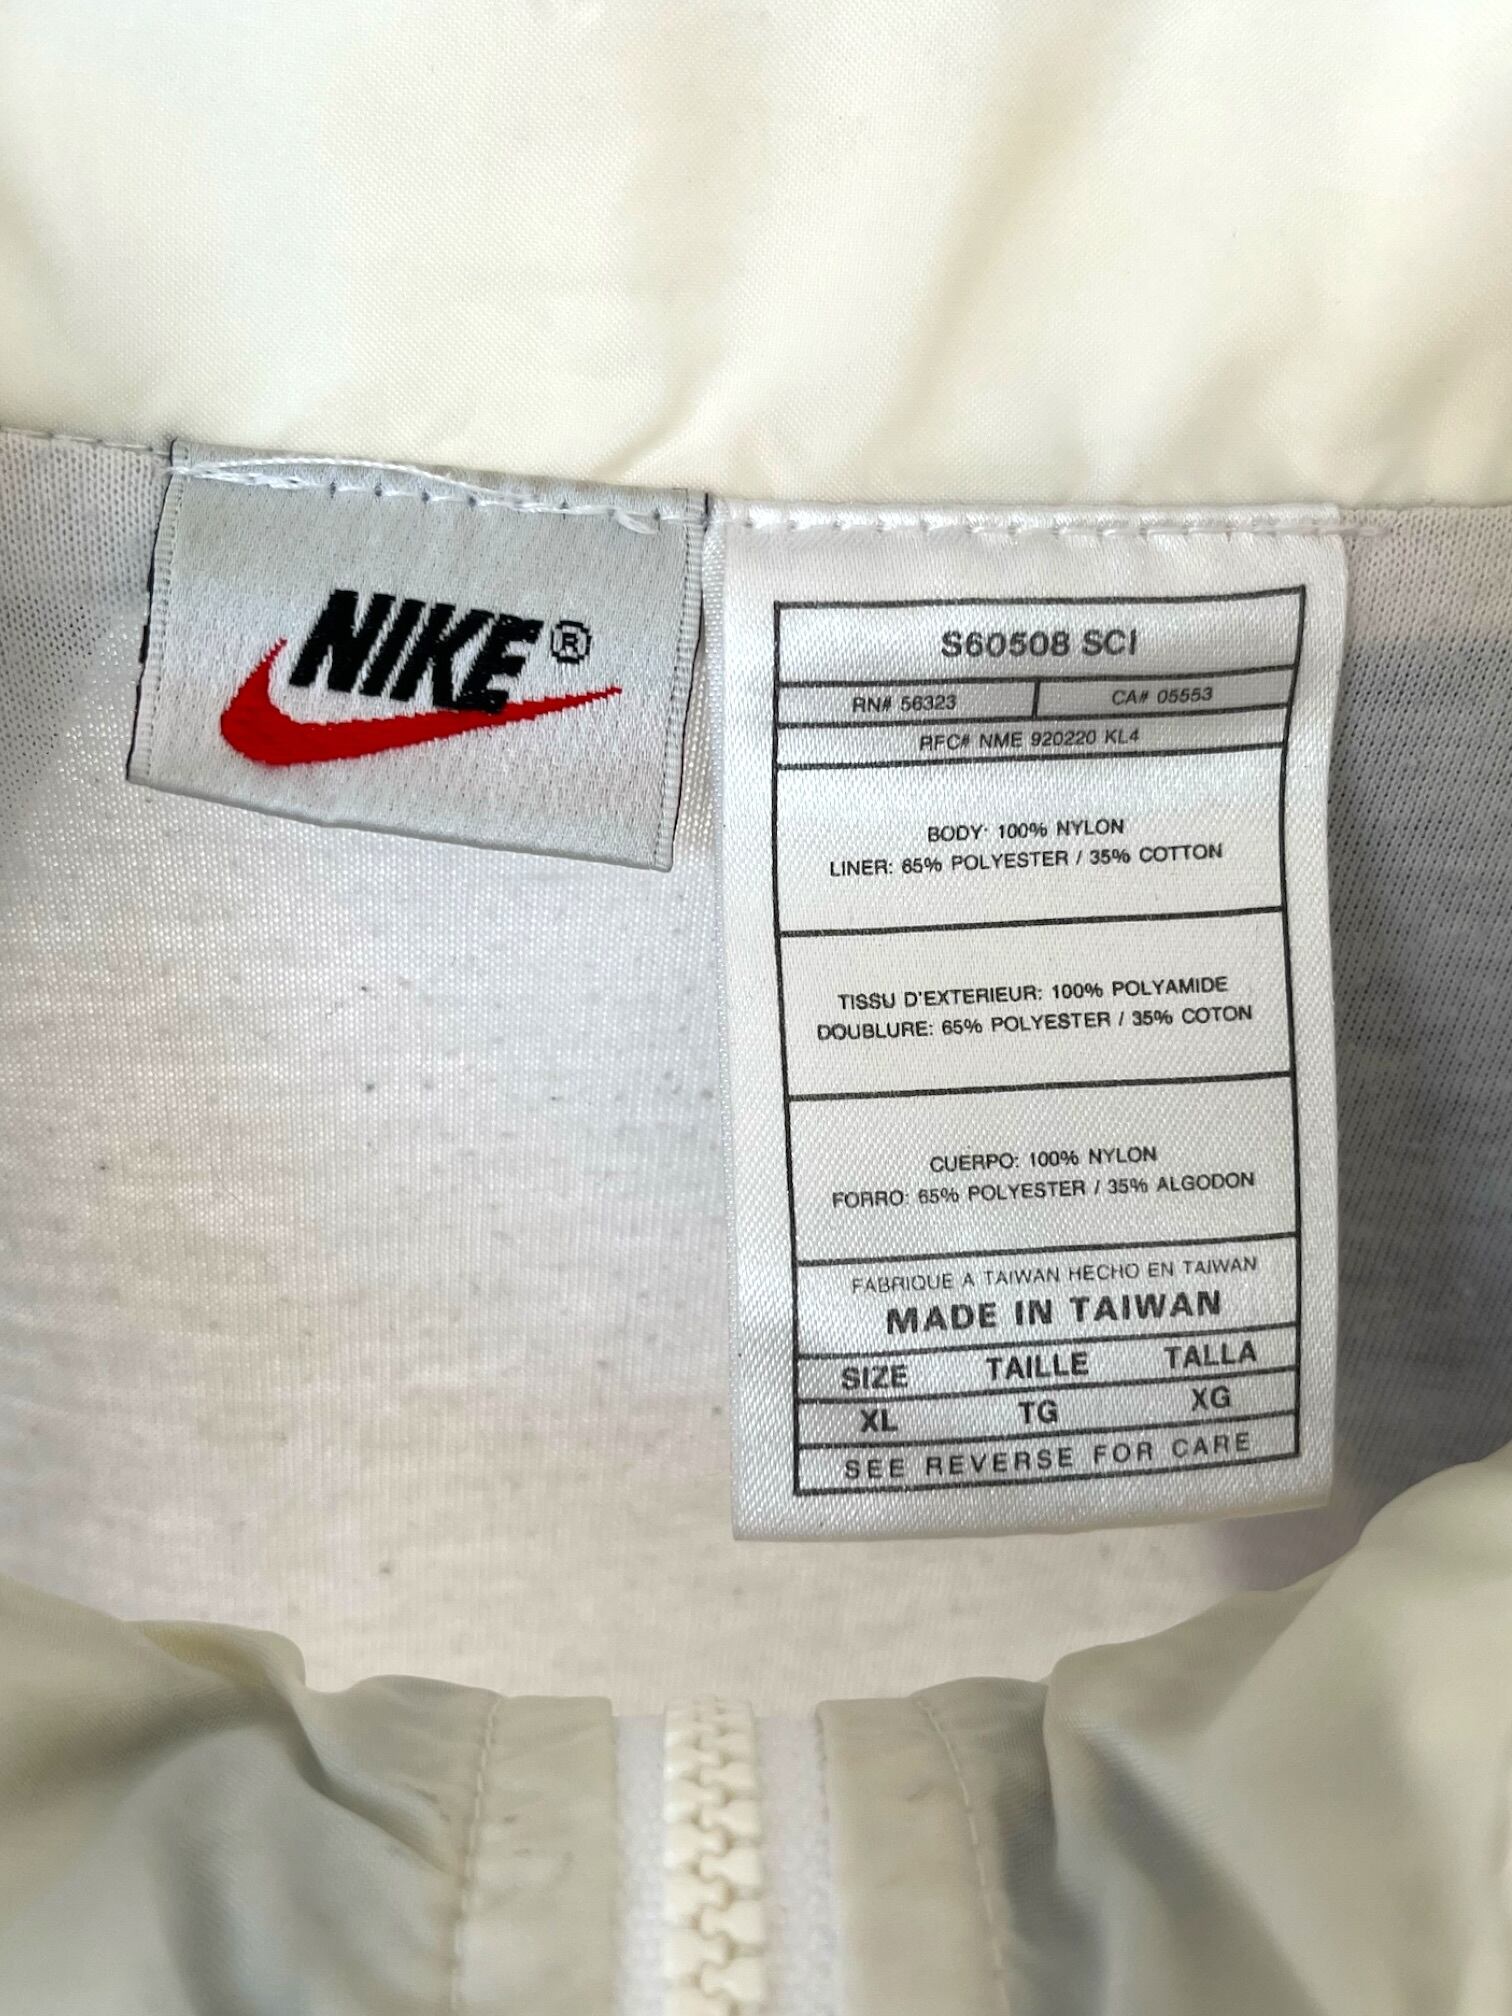 NIKE®
S60508 SCI
RN# 56323 CA# 05553
RFC# NME 920220 KL4
BODY: 100% NYLON
LINER: 65% POLYESTER / 35% COTTON
TISSU D'EXTERIEUR: 100% POLYAMIDE
DOUBLURE: 65% POLYESTER / 35% COTON
CUERPO: 100% NYLON
FORRO: 65% POLYESTER / 35% ALGODON
FABRIQUE A TAIWAN HECHO EN TAIWAN
MADE IN TAIWAN
SIZE TAILLE TALLA
XL TG XG
SEE REVERSE FOR CARE